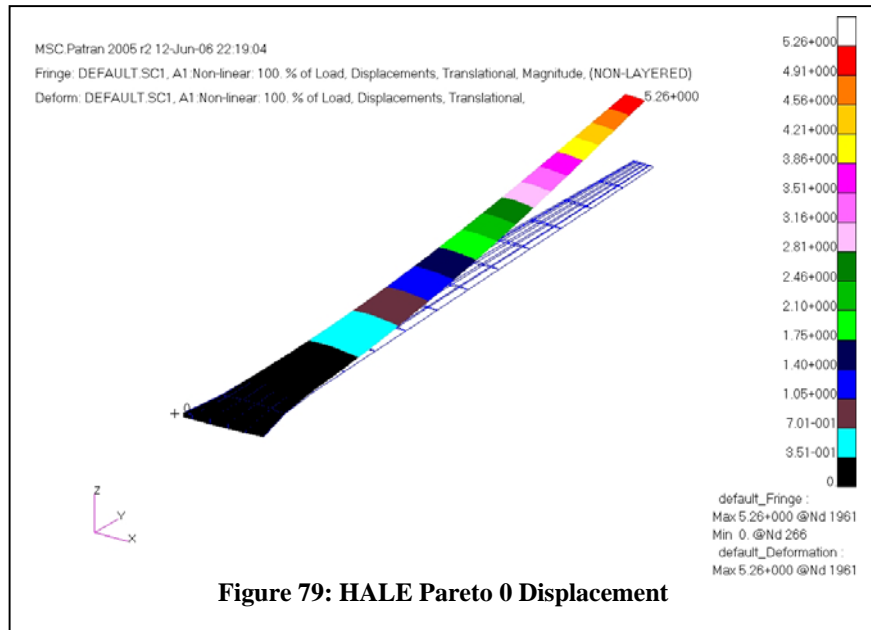 MSC.Patran 2005 r2 12-Jun-06 22:19:04
Fringe: DEFAULT.SC1, A1:Non-linear: 100. % of Load, Displacements, Translational, Magnitude, (NON-LAYERED)
Deform: DEFAULT.SC1, A1:Non-linear: 100. % of Load, Displacements, Translational,
5.26+000
5.26+000
4.91+000
4.56+000
4.21+000
3.86+000
3.51+000
3.16+000
2.81+000
2.46+000
2.10+000
1.75+000
1.40+000
1.05+000
7.01-001
3.51-001
0.
0
Z
Y
X
default_Fringe :
Max 5.26+000 @Nd 1961
Min 0. @Nd 266
default_Deformation :
Max 5.26+000 @Nd 1961
Figure 79: HALE Pareto 0 Displacement